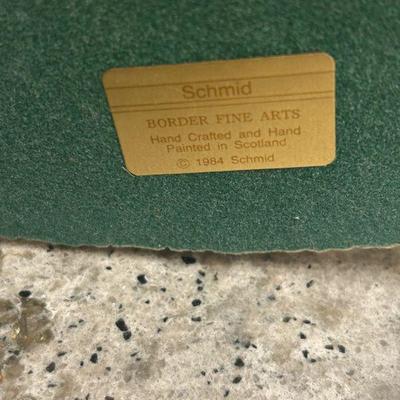 Schmid
BORDER FINE ARTS
Hand Crafted and Hand
Painted in Scotland
© 1984 Schmid